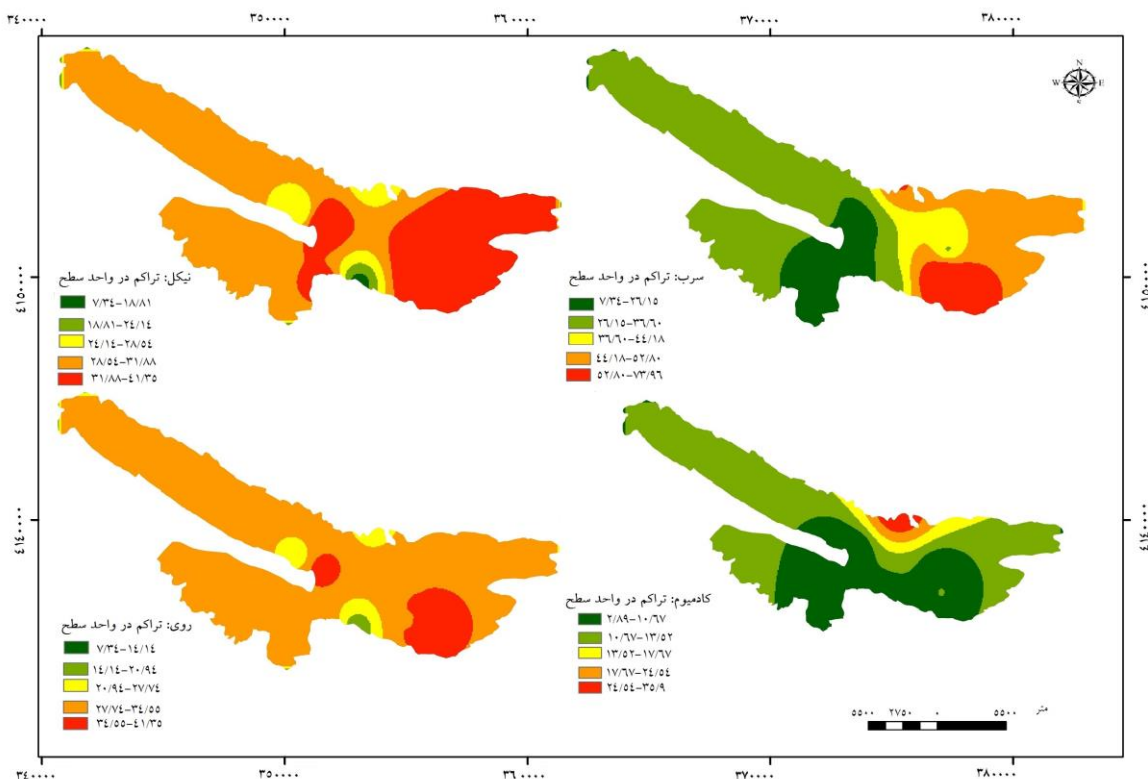 ۳۴۰۰۰۰ ۳۵۰۰۰۰ ۳۶۰۰۰۰ ۳۷۰۰۰۰ ۳۸۰۰۰۰
N
W E
S
نیکل: تراکم در واحد سطح
۷/۳۴-۱۸/۸۱
۱۸/۸۱-۲۴/۱۴
۲۴/۱۴-۲۸/۵۴
۲۸/۵۴-۳۱/۸۸
۳۱/۸۸-۴۱/۳۵
سرب: تراکم در واحد سطح
۷/۳۴-۲۶/۱۵
۲۶/۱۵-۳۶/۶۰
۳۶/۶۰-۴۴/۱۸
۴۴/۱۸-۵۲/۸۰
۵۲/۸۰-۷۳/۹۶
٤١٥٠٠٠٠ ٤١٥٠٠٠٠
روی: تراکم در واحد سطح
۷/۳۴-۱۴/۱۴
۱۴/۱۴-۲۰/۹۴
۲۰/۹۴-۲۷/۷۴
۲۷/۷۴-۳۴/۵۵
۳۴/۵۵-۴۱/۳۵
کادمیوم: تراکم در واحد سطح
۲/۸۹-۱۰/۶۷
۱۰/۶۷-۱۳/۵۲
۱۳/۵۲-۱۷/۶۷
۱۷/۶۷-۲۴/۵۴
۲۴/۵۴-۳۵/۹
٤١٤٠٠٠٠ ٤١٤٠٠٠٠
۵۵۰۰ ۲۷۵۰ ۰ ۵۵۰۰ متر
۳۴۰۰۰۰ ۳۵۰۰۰۰ ۳۶۰۰۰۰ ۳۷۰۰۰۰ ۳۸۰۰۰۰